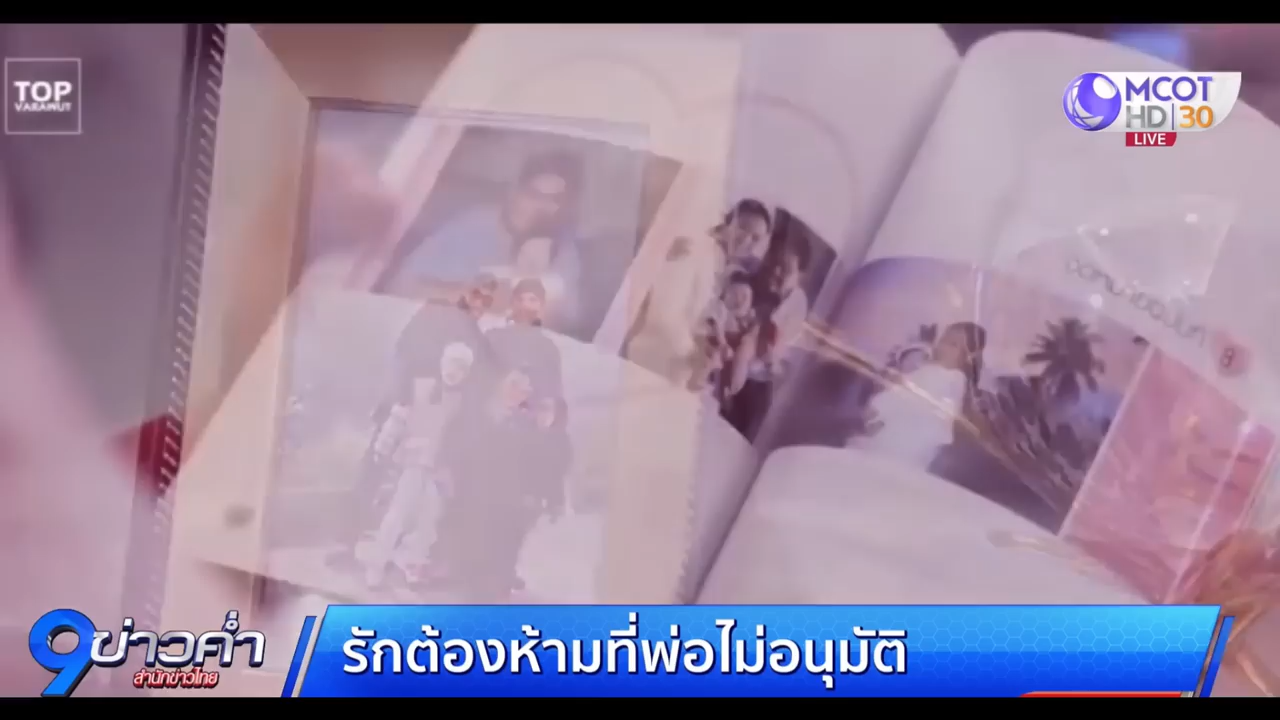 TOP
VARAWUT
MCOT
HD 30
LIVE
9ข่าวค่ำ
สำนักข่าวไทย
รักต้องห้ามที่พ่อไม่อนุมัติ